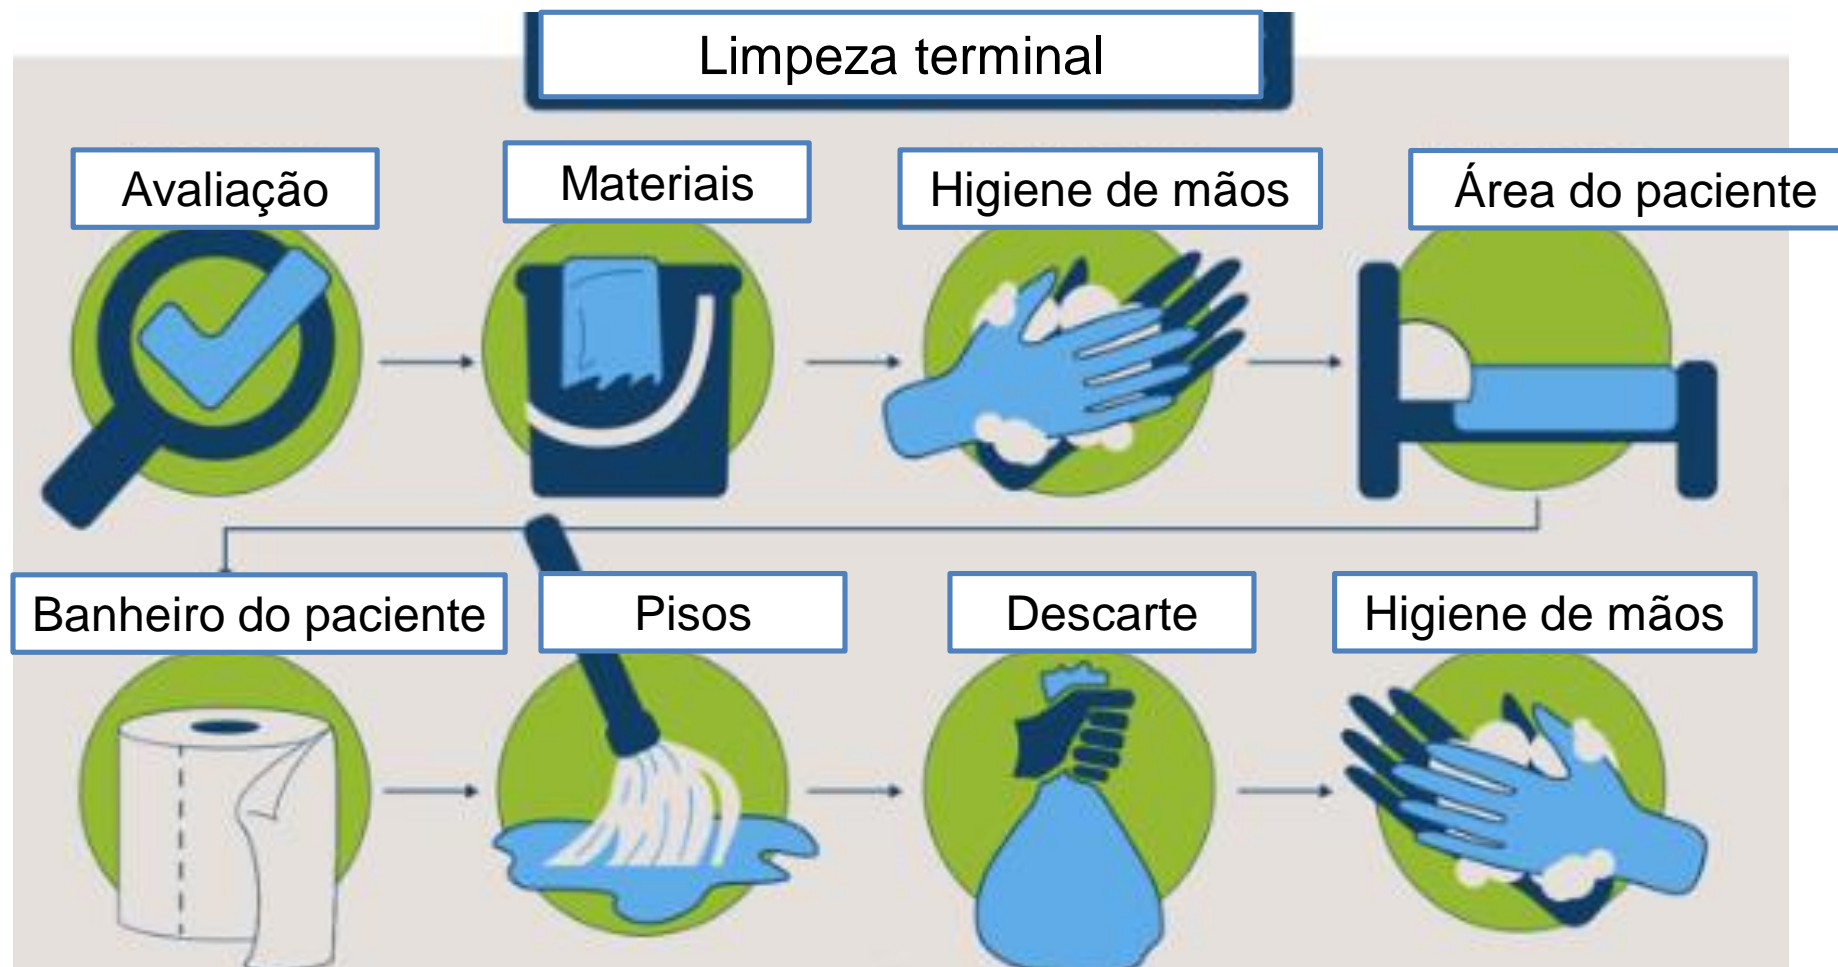 Limpeza terminal
Avaliação
Materiais
Higiene de mãos
Área do paciente
Banheiro do paciente
Pisos
Descarte
Higiene de mãos